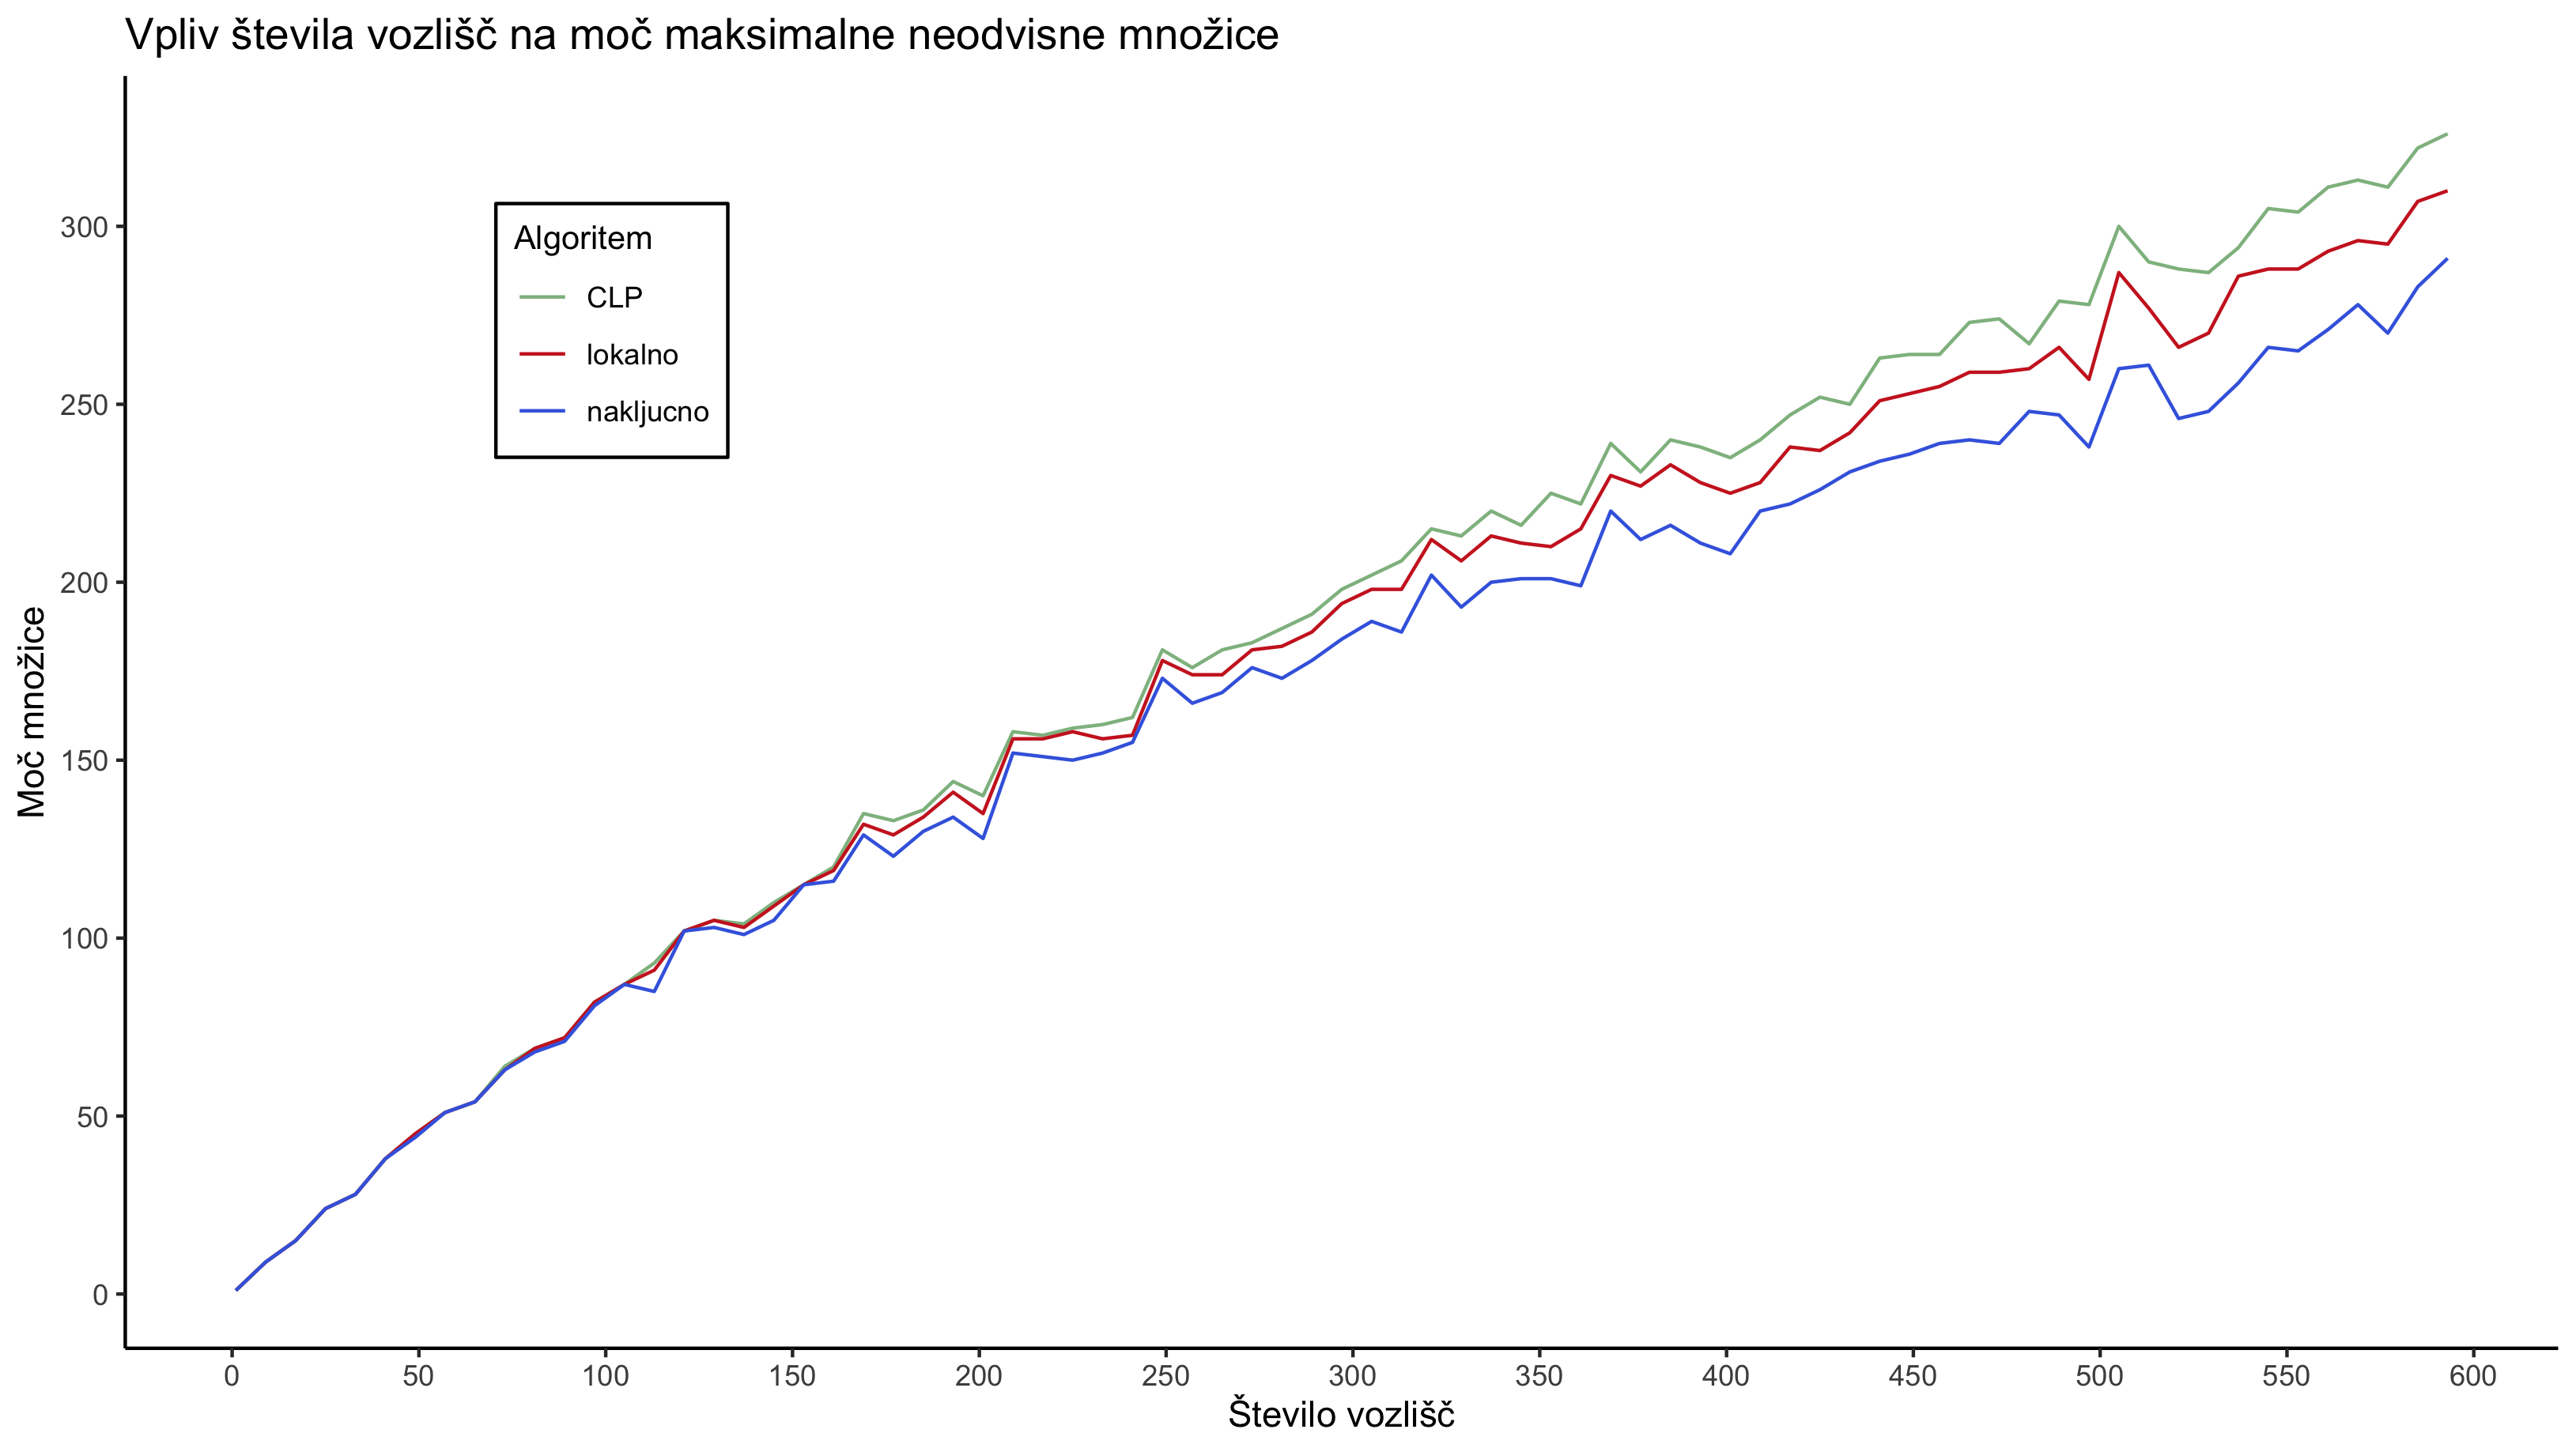 Vpliv števila vozlišč na moč maksimalne neodvisne množice
Algoritem
CLP
lokalno
nakljucno
Moč množice
300
250
200
150
100
50
0
0 50 100 150 200 250 300 350 400 450 500 550 600
Število vozlišč